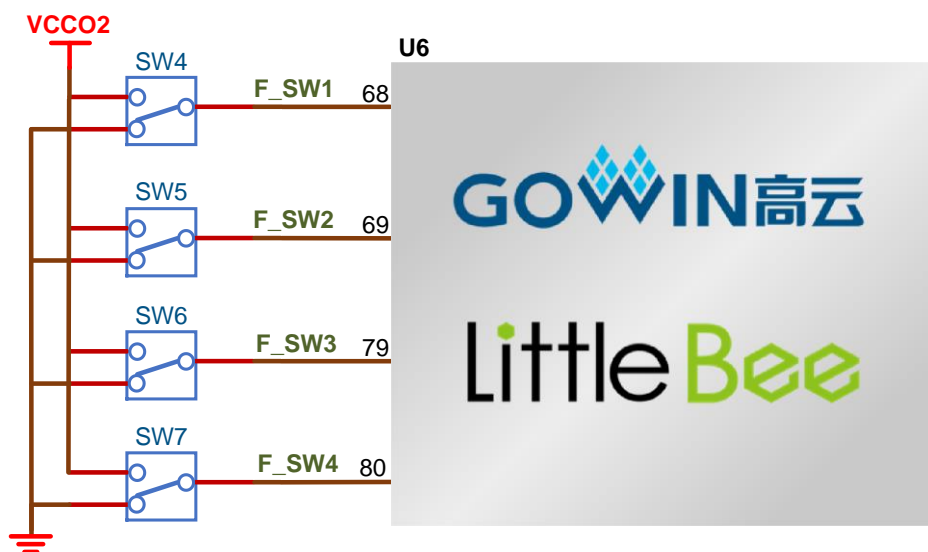 VCCO2
U6
SW4
F_SW1 68
SW5
F_SW2 69
SW6
F_SW3 79
SW7
F_SW4 80
GOWIN高云
LittleBee